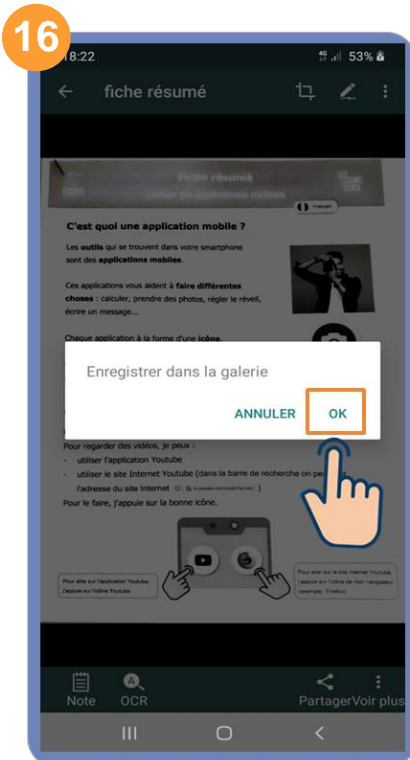 16
18:22
4G 53%
fiche résumé
Fiche résumé
Utiliser les applications mobiles
Français
C'est quoi une application mobile ?
Les outils qui se trouvent dans votre smartphone
sont des applications mobiles.
Ces applications vous aident à faire différentes
choses : calculer, prendre des photos, régler le réveil,
écrire un message...
Chaque application à la forme d'une icône.
Enregistrer dans la galerie
ANNULER OK
Pour regarder des vidéos, je peux :
- utiliser l'application Youtube
- utiliser le site Internet Youtube (dans la barre de recherche on
l'adresse du site Internet )
Pour le faire, j'appuie sur la bonne icône.
Pour aller sur l'application Youtube,
j'appuie sur l'icône Youtube
Pour aller sur le site internet Youtube,
j'appuie sur l'icône de mon navigateur
(exemple : Firefox)
Note OCR Partager Voir plus